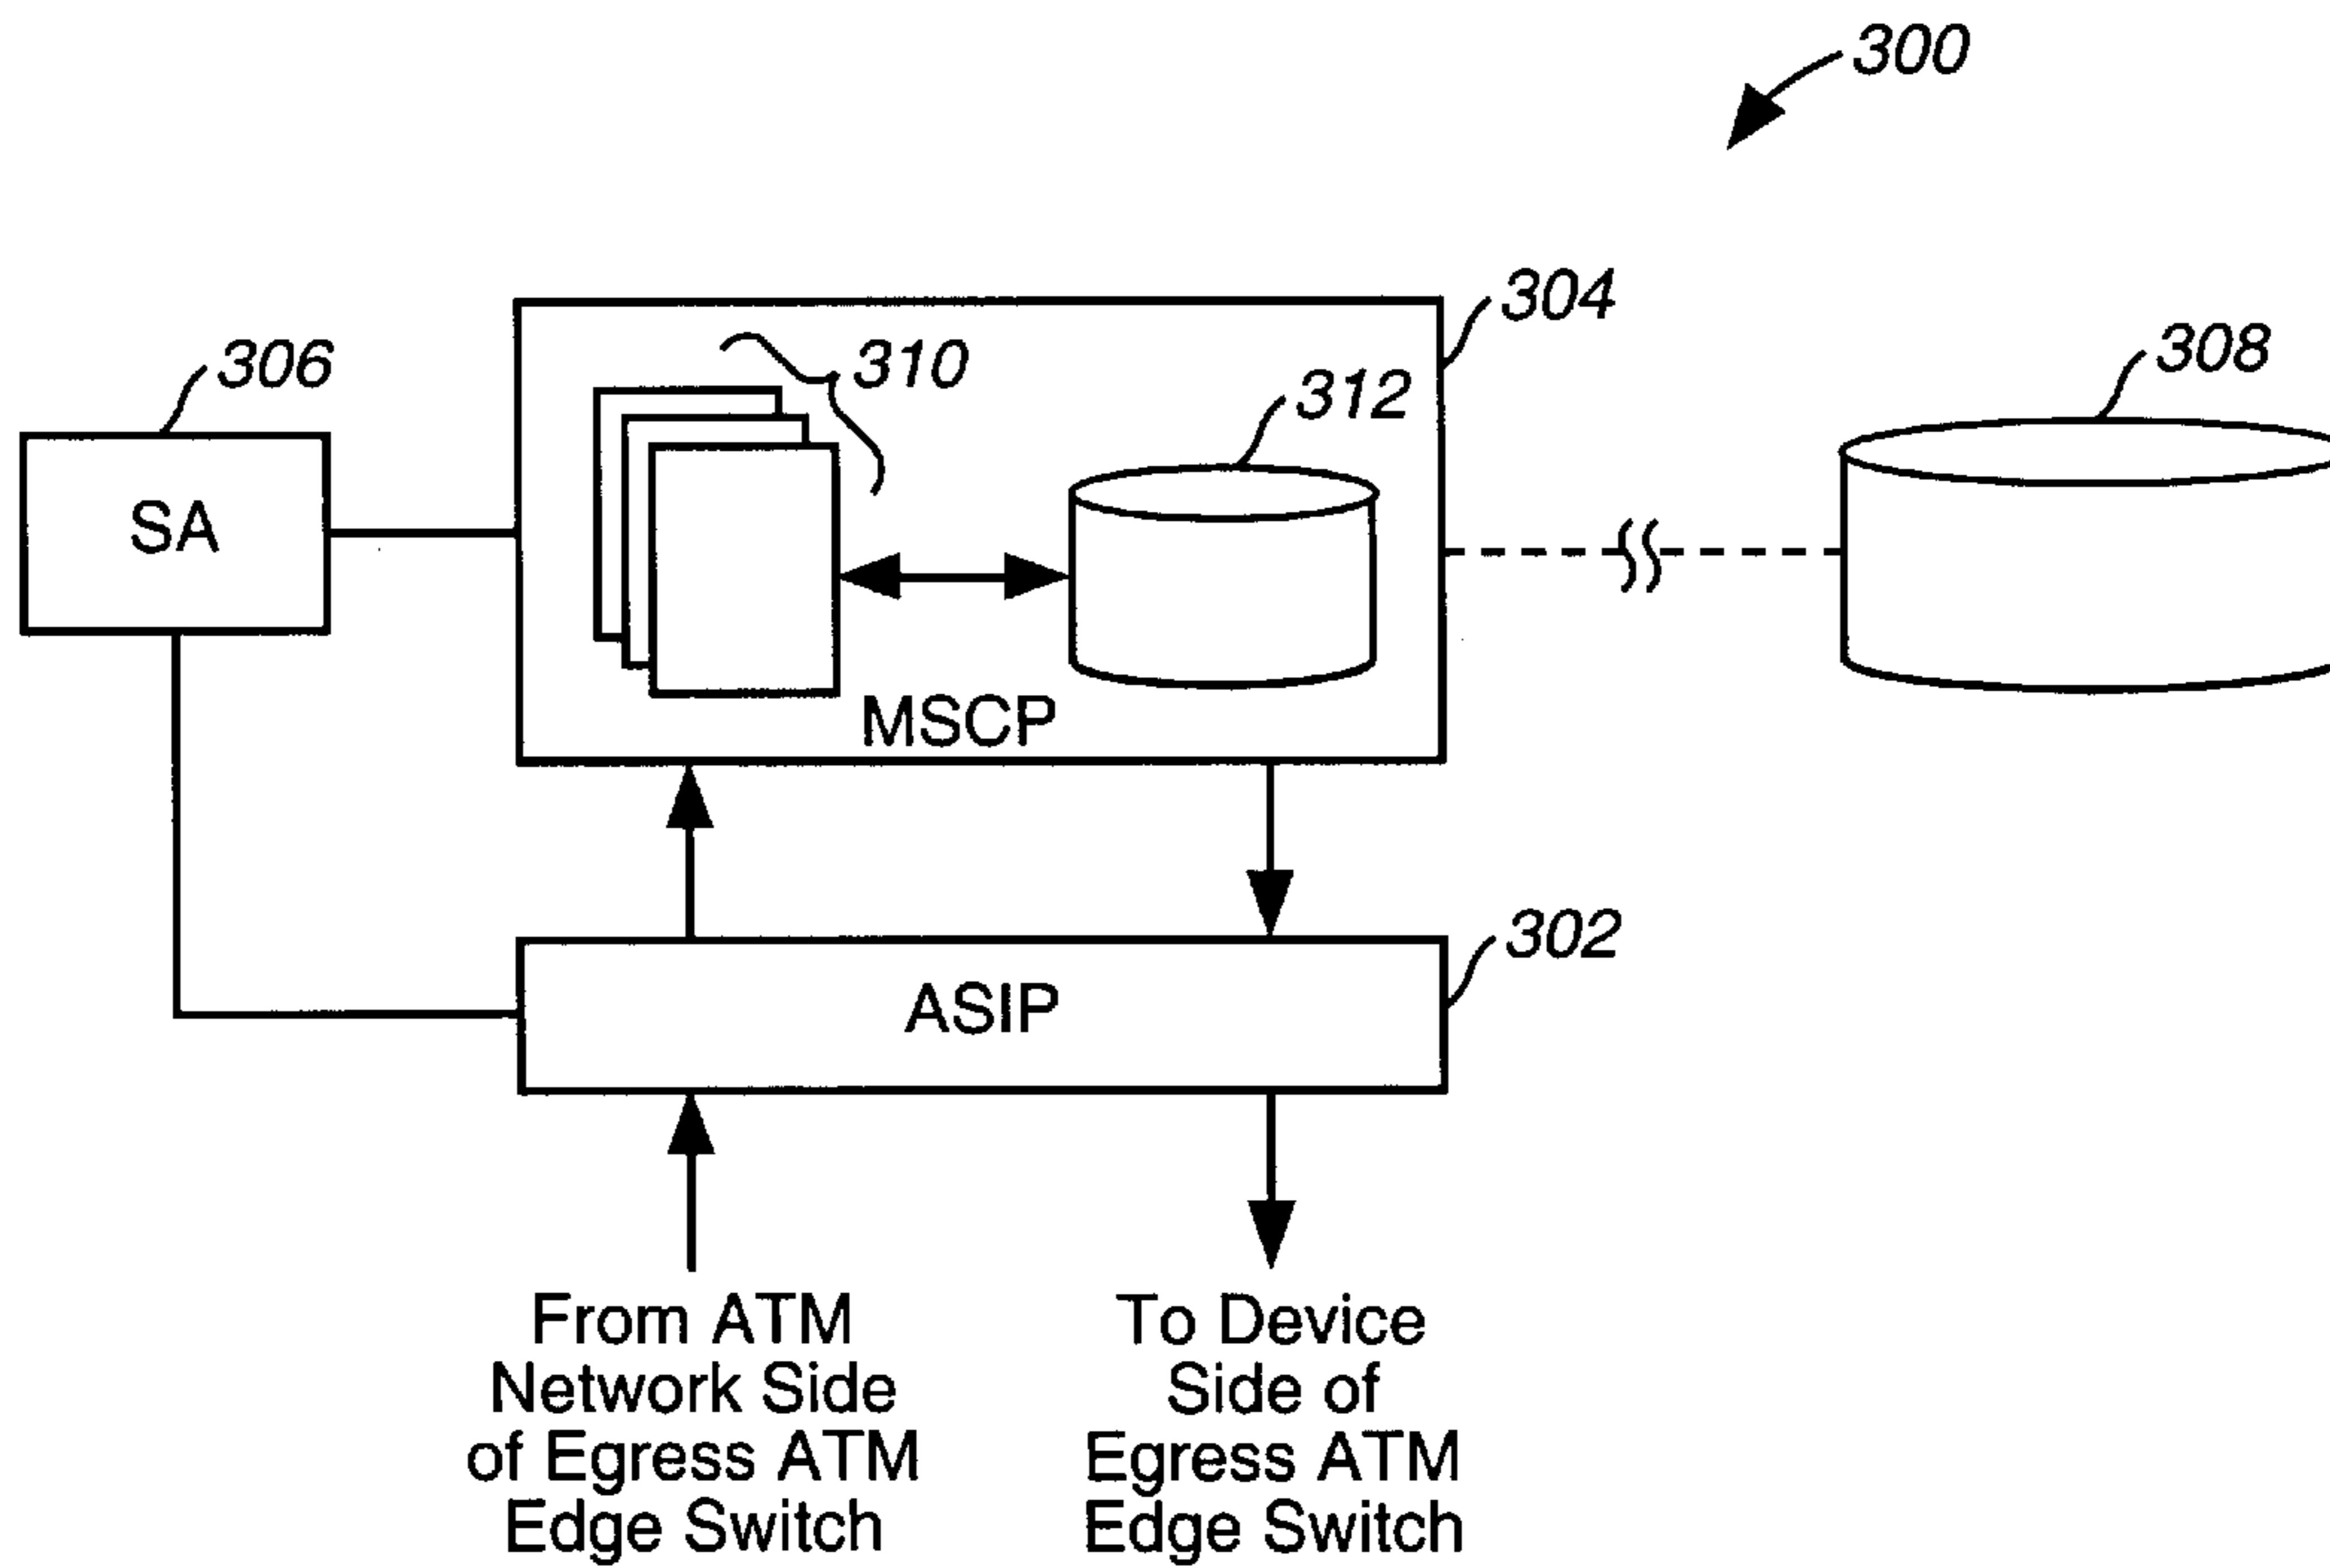 300
304
306
310
308
312
SA
MSCP
302
ASIP
From ATM
Network Side
of Egress ATM
Edge Switch
To Device
Side of
Egress ATM
Edge Switch